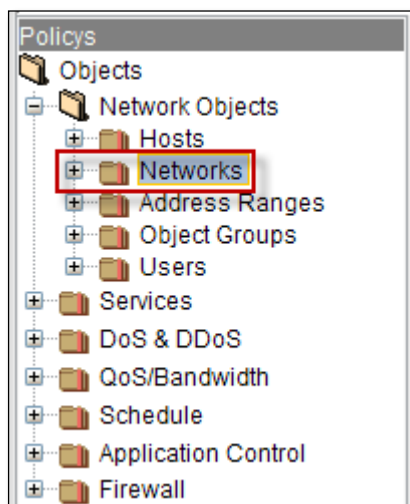 Policys
Objects
Network Objects
Hosts
Networks
Address Ranges
Object Groups
Users
Services
DoS & DDoS
QoS/Bandwidth
Schedule
Application Control
Firewall